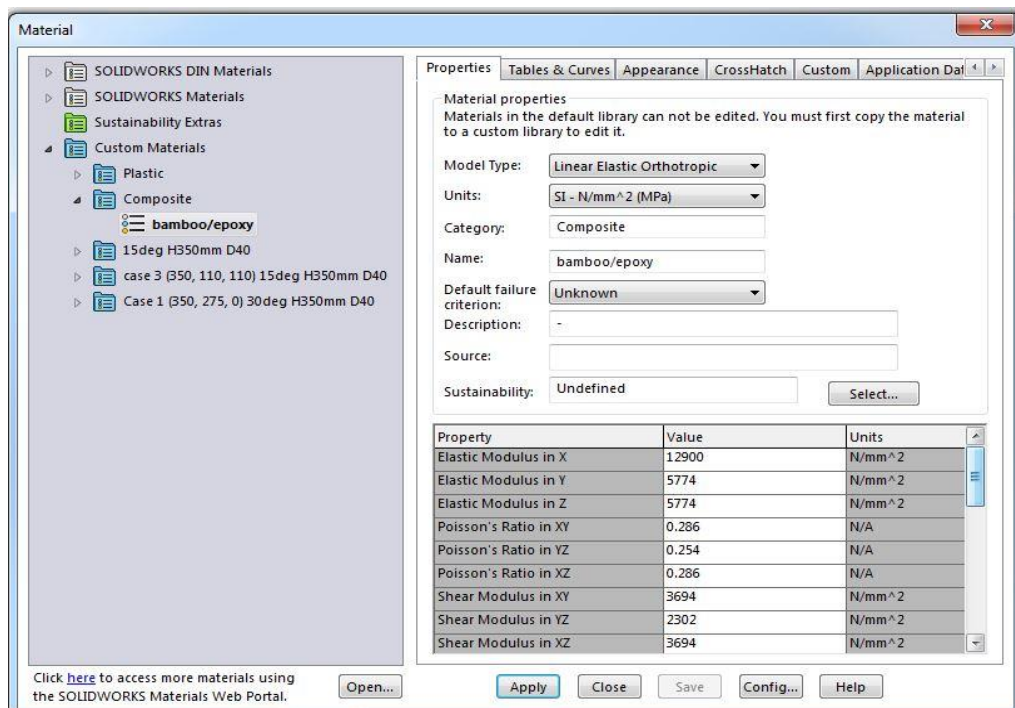 Material
SOLIDWORKS DIN Materials
SOLIDWORKS Materials
Sustainability Extras
Custom Materials
Plastic
Composite
bamboo/epoxy
15deg H350mm D40
case 3 (350, 110, 110) 15deg H350mm D40
Case 1 (350, 275, 0) 30deg H350mm D40
Click here to access more materials using
the SOLIDWORKS Materials Web Portal.
Open...
Properties Tables & Curves Appearance CrossHatch Custom Application Dat
Material properties
Materials in the default library can not be edited. You must first copy the material
to a custom library to edit it.
Model Type: Linear Elastic Orthotropic
Units: SI - N/mm^2 (MPa)
Category: Composite
Name: bamboo/epoxy
Default failure
criterion: Unknown
Description: -
Source:
Sustainability: Undefined Select...
Property Value Units
Elastic Modulus in X 12900 N/mm^2
Elastic Modulus in Y 5774 N/mm^2
Elastic Modulus in Z 5774 N/mm^2
Poisson's Ratio in XY 0.286 N/A
Poisson's Ratio in YZ 0.254 N/A
Poisson's Ratio in XZ 0.286 N/A
Shear Modulus in XY 3694 N/mm^2
Shear Modulus in YZ 2302 N/mm^2
Shear Modulus in XZ 3694 N/mm^2
Apply Close Save Config... Help